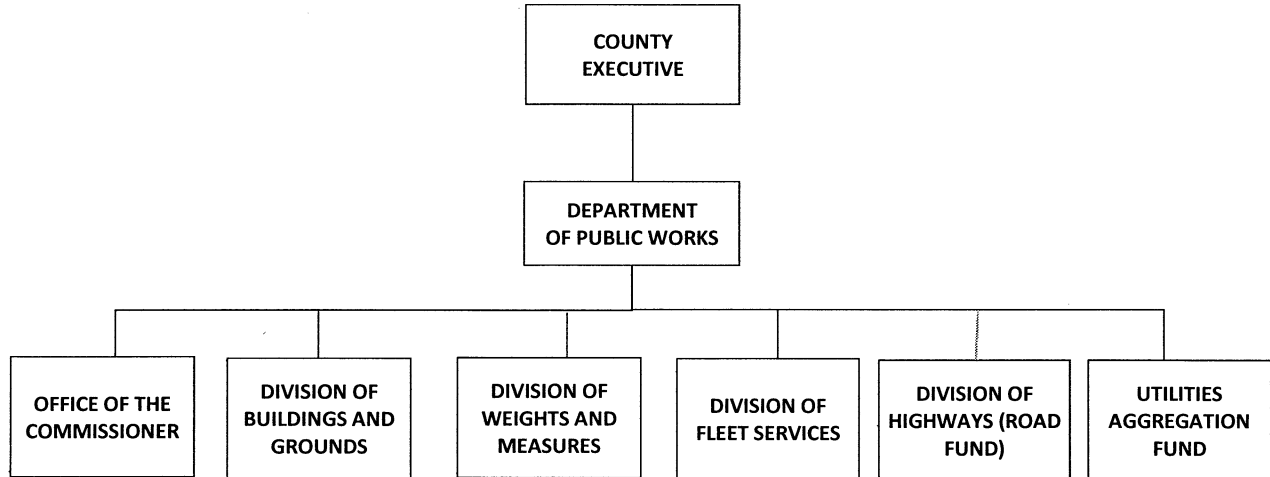 COUNTY
EXECUTIVE
DEPARTMENT
OF PUBLIC WORKS
OFFICE OF THE
COMMISSIONER
DIVISION OF
BUILDINGS AND
GROUNDS
DIVISION OF
WEIGHTS AND
MEASURES
DIVISION OF
FLEET SERVICES
DIVISION OF
HIGHWAYS (ROAD
FUND)
UTILITIES
AGGREGATION
FUND